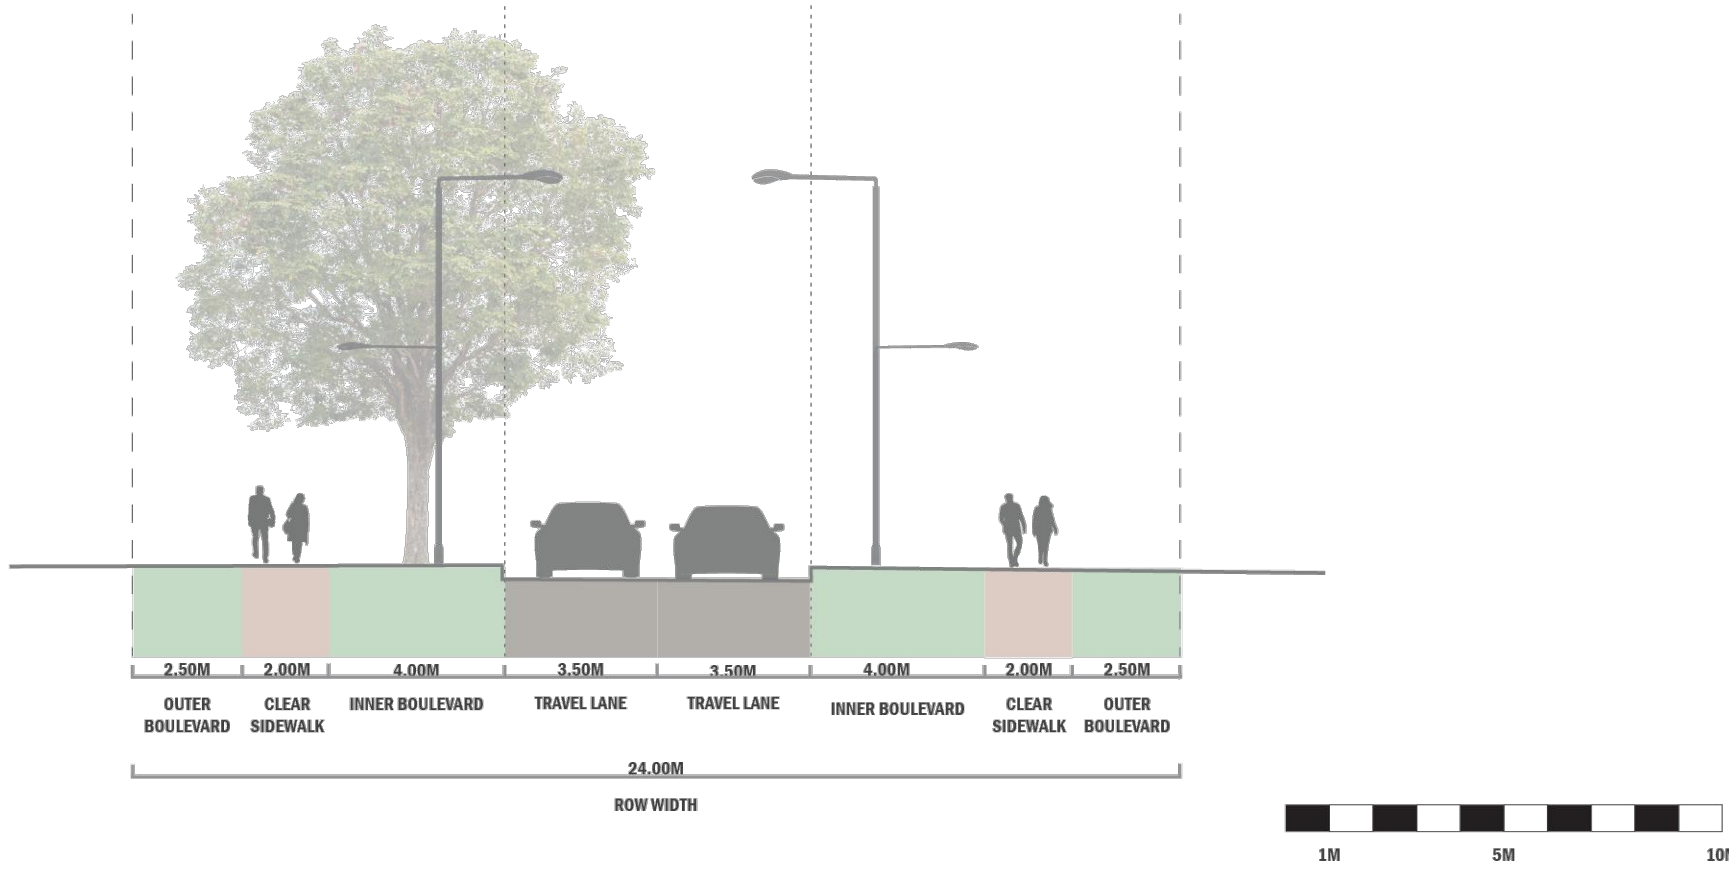 2.50M 2.00M 4.00M 3.50M 3.50M 4.00M 2.00M 2.50M
OUTER BOULEVARD
CLEAR SIDEWALK
INNER BOULEVARD
TRAVEL LANE
TRAVEL LANE
INNER BOULEVARD
CLEAR SIDEWALK
OUTER BOULEVARD
24.00M
ROW WIDTH
1M 5M 10M